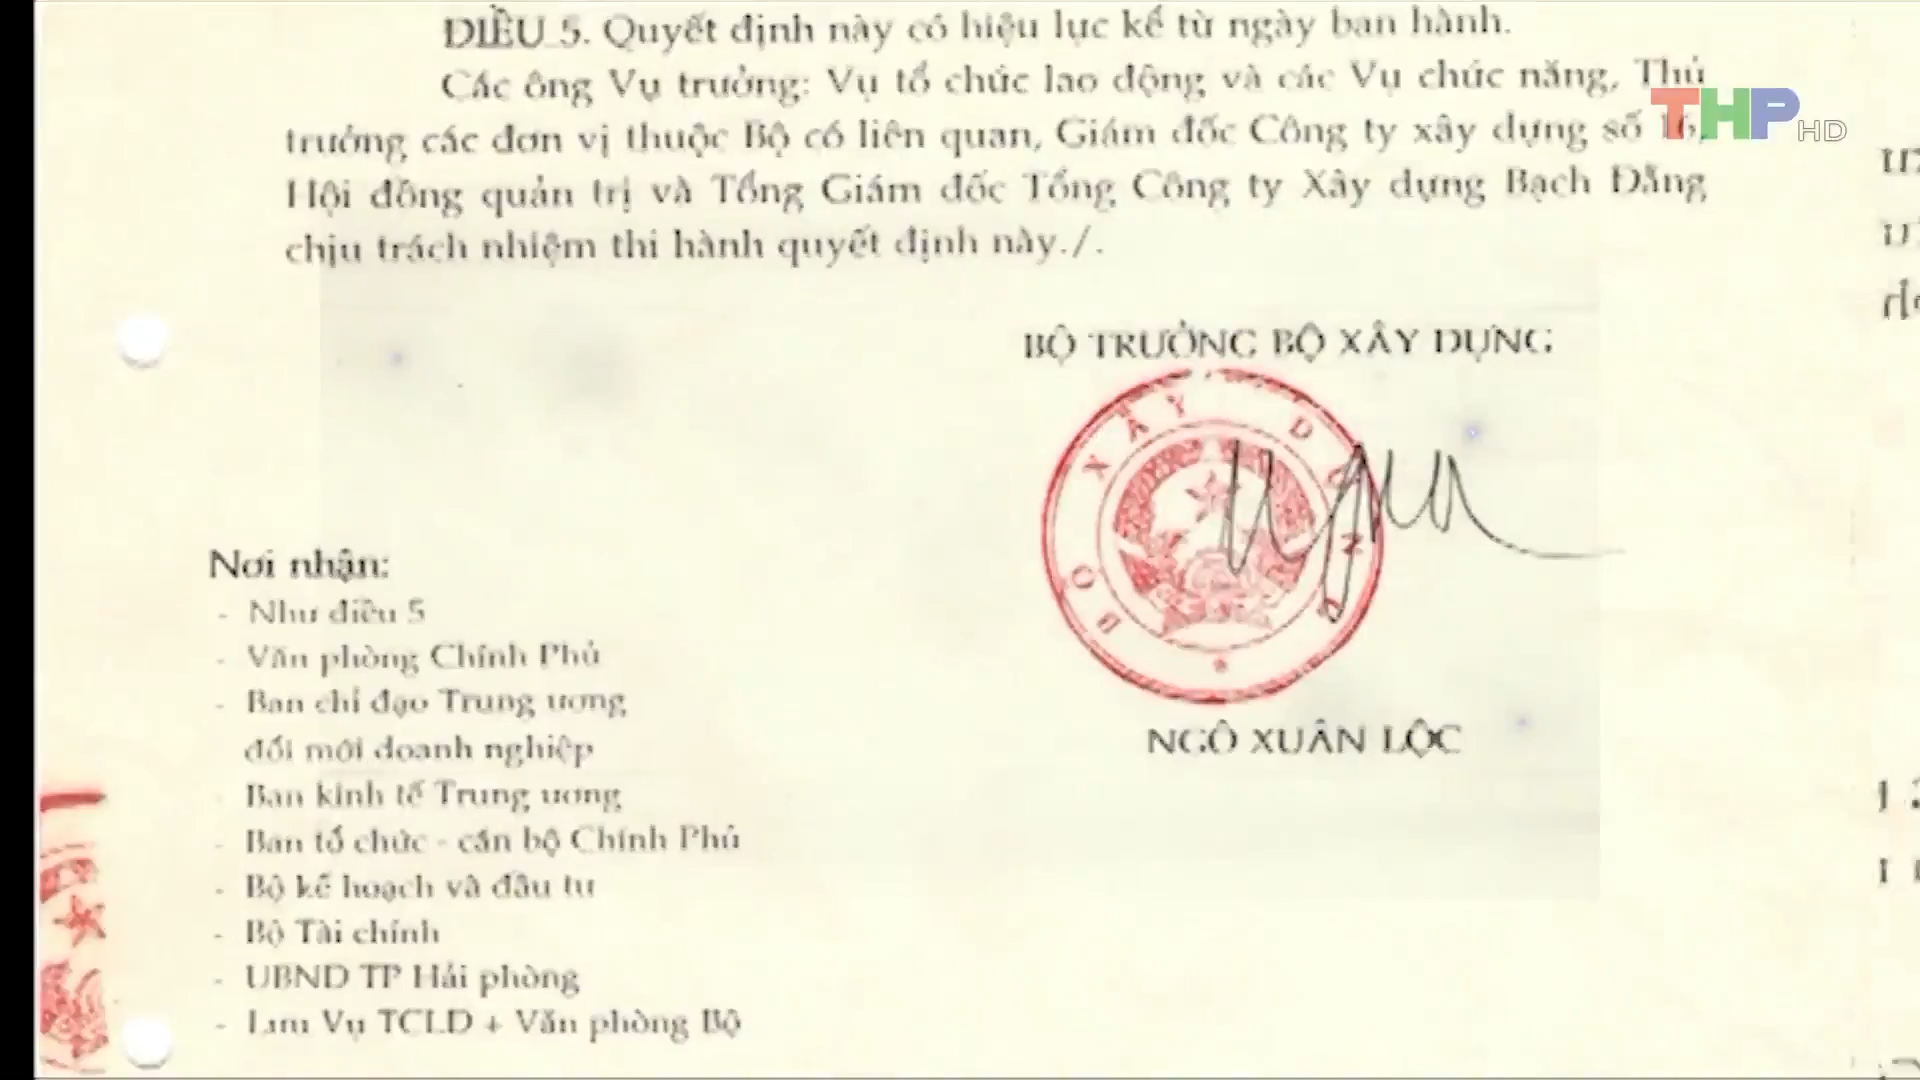 ĐIỀU 5. Quyết định này có hiệu lực kể từ ngày ban hành.
Các ông Vụ trưởng: Vụ tổ chức lao động và các Vụ chức năng, Thủ
trưởng các đơn vị thuộc Bộ có liên quan, Giám đốc Công ty xây dựng số 16,
Hội đồng quản trị và Tổng Giám đốc Tổng Công ty Xây dựng Bạch Đằng
chịu trách nhiệm thi hành quyết định này./.
THP HD
BỘ TRƯỞNG BỘ XÂY DỰNG
BỘ XÂY DỰNG
NGÔ XUÂN LỘC
Nơi nhận:
- Như điều 5
- Văn phòng Chính Phủ
- Ban chỉ đạo Trung ương
đổi mới doanh nghiệp
- Ban kinh tế Trung ương
- Ban tổ chức - cán bộ Chính Phủ
- Bộ kế hoạch và đầu tư
- Bộ Tài chính
- UBND TP Hải phòng
- Lưu Vụ TCLD + Văn phòng Bộ